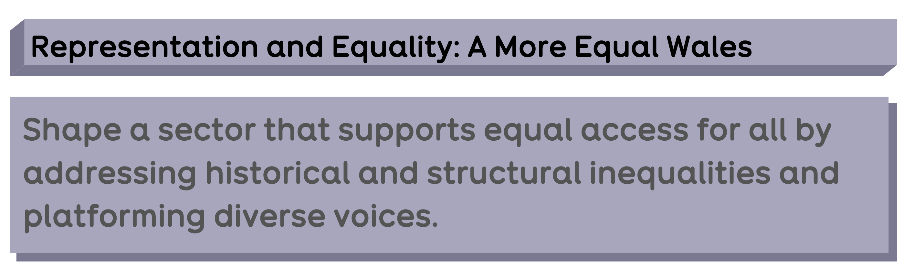 Representation and Equality: A More Equal Wales
Shape a sector that supports equal access for all by
addressing historical and structural inequalities and
platforming diverse voices.